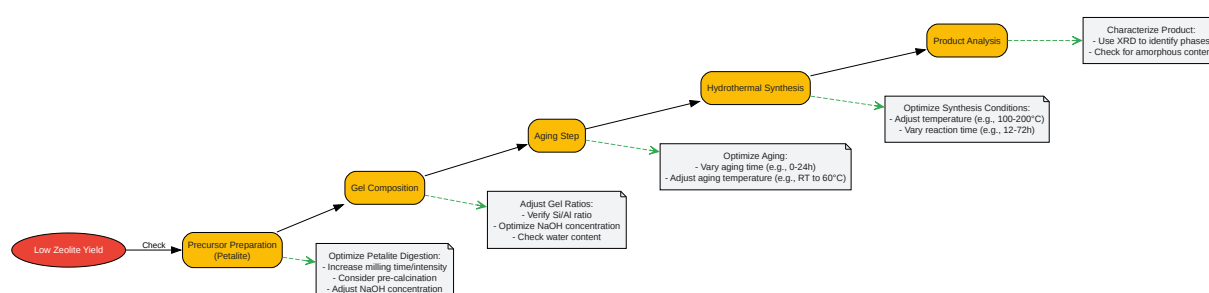 Low Zeolite Yield
Check
Precursor Preparation
(Petalite)
Optimize Petalite Digestion:
- Increase milling time/intensity
- Consider pre-calcination
- Adjust NaOH concentration
Gel Composition
Adjust Gel Ratios:
- Verify Si/Al ratio
- Optimize NaOH concentration
- Check water content
Aging Step
Optimize Aging:
- Vary aging time (e.g., 0-24h)
- Adjust aging temperature (e.g., RT to 60°C)
Hydrothermal Synthesis
Optimize Synthesis Conditions:
- Adjust temperature (e.g., 100-200°C)
- Vary reaction time (e.g., 12-72h)
Product Analysis
Characterize Product:
- Use XRD to identify phases
- Check for amorphous